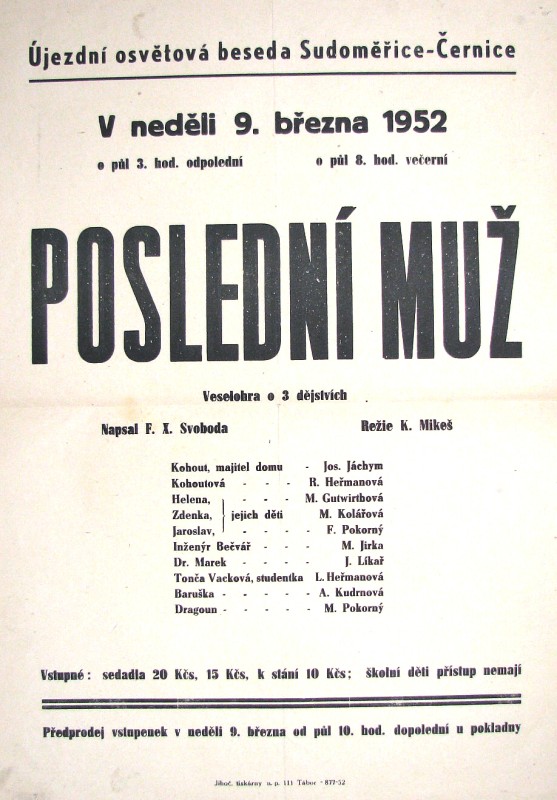 Újezdní osvětová beseda Sudoměřice-Černice
V neděli 9. března 1952
o půl 3. hod. odpolední o půl 8. hod. večerní
POSLEDNÍ MUŽ
Veselohra o 3 dějstvích
Napsal F. X. Svoboda Režie K. Mikeš
Kohout, majitel domu - Jos. Jáchym
Kohoutová - - - R. Heřmanová
Helena, - - - M. Gutwirthová
Zdenka, } jejich děti M. Kolářová
Jaroslav, - - - - F. Pokorný
Inženýr Bečvář - - - M. Jirka
Dr. Marek - - - - J. Líkař
Tonča Vacková, studentka L. Heřmanová
Baruška - - - - - A. Kudrnová
Dragoun - - - - - M. Pokorný
Vstupné: sedadla 20 Kčs, 15 Kčs, k stání 10 Kčs; školní děti přístup nemají
Předprodej vstupenek v neděli 9. března od půl 10. hod. dopolední u pokladny
Jihoč. tiskárny n. p. 111 Tábor - 877-52